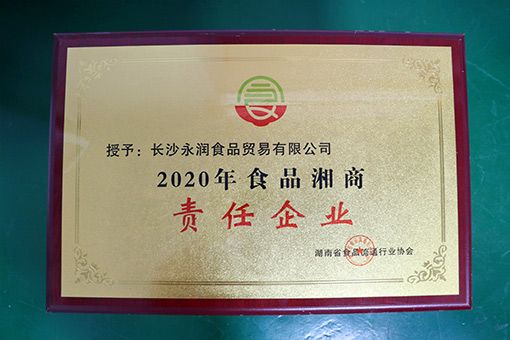 授予：长沙永润食品贸易有限公司
2020年食品湘商
责任企业
湖南省食品流通行业协会